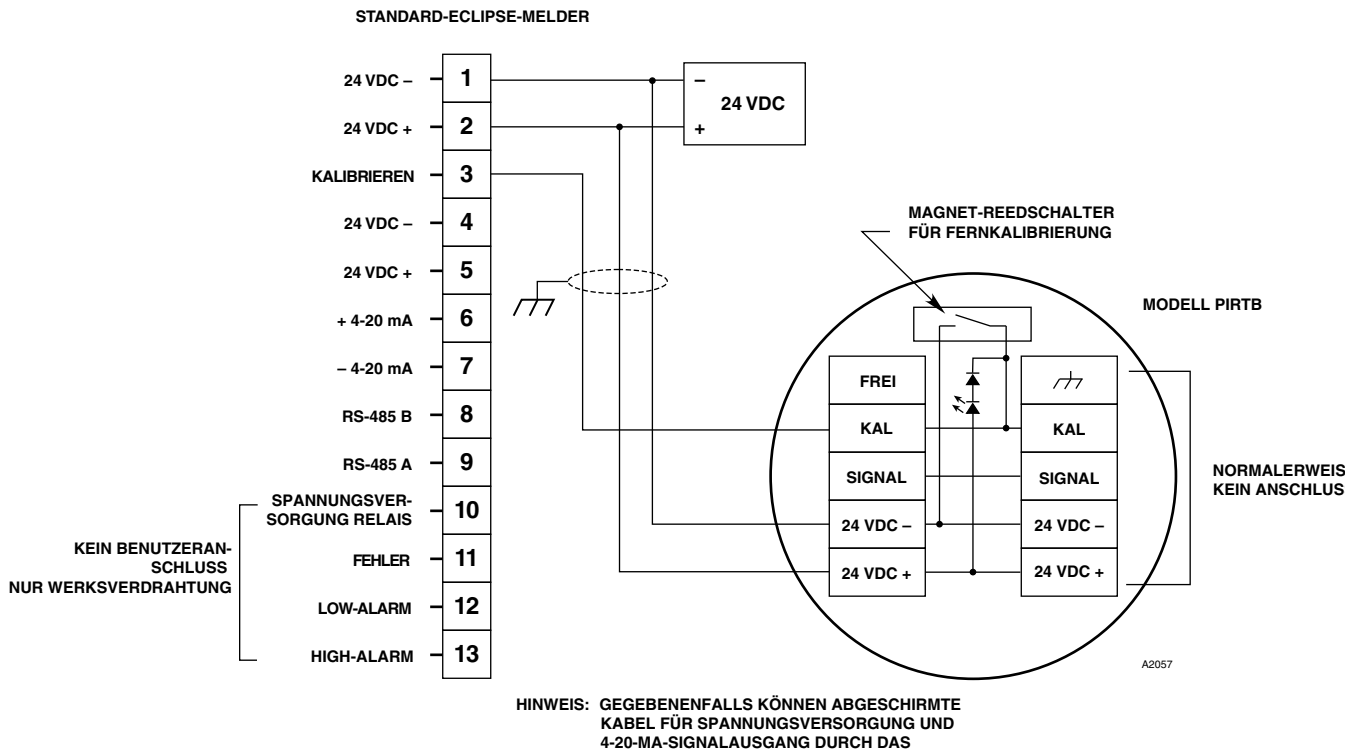 STANDARD-ECLIPSE-MELDER
24 VDC –
1
24 VDC +
2
KALIBRIEREN
3
24 VDC –
4
24 VDC +
5
+ 4-20 mA
6
– 4-20 mA
7
RS-485 B
8
RS-485 A
9
SPANNUNGSVER-
SORGUNG RELAIS
10
FEHLER
11
LOW-ALARM
12
HIGH-ALARM
13
KEIN BENUTZERAN-
SCHLUSS
NUR WERKSVERDRAHTUNG
–
24 VDC
+
MAGNET-REEDSCHALTER
FÜR FERNKALIBRIERUNG
MODELL PIRTB
FREI
KAL
KAL
SIGNAL
SIGNAL
24 VDC –
24 VDC –
24 VDC +
24 VDC +
NORMALERWEIS
KEIN ANSCHLUS
A2057
HINWEIS: GEGEBENENFALLS KÖNNEN ABGESCHIRMTE
KABEL FÜR SPANNUNGSVERSORGUNG UND
4-20-MA-SIGNALAUSGANG DURCH DAS